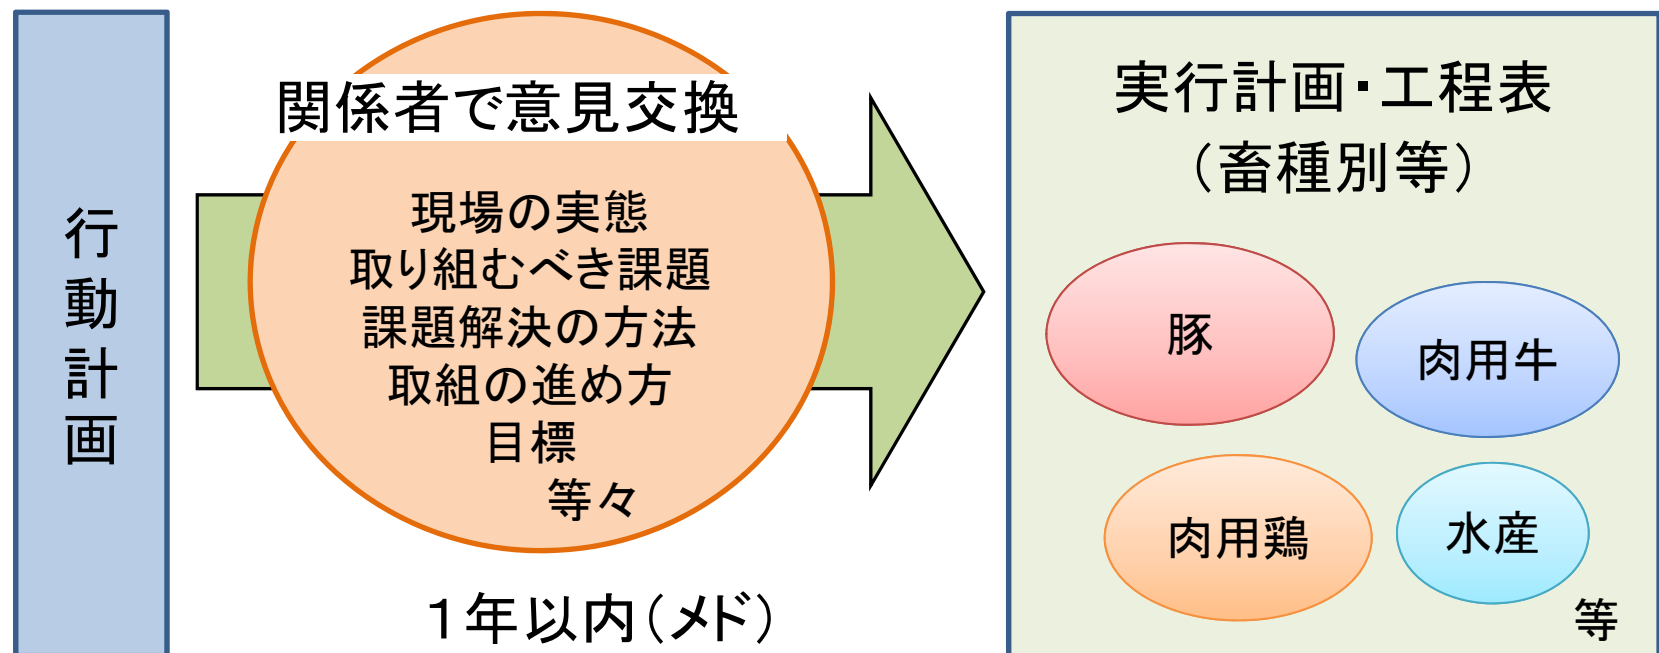 行動計画
関係者で意見交換
現場の実態
取り組むべき課題
課題解決の方法
取組の進め方
目標
等々
１年以内（メド）
実行計画・工程表
（畜種別等）
豚
肉用牛
肉用鶏
水産
等